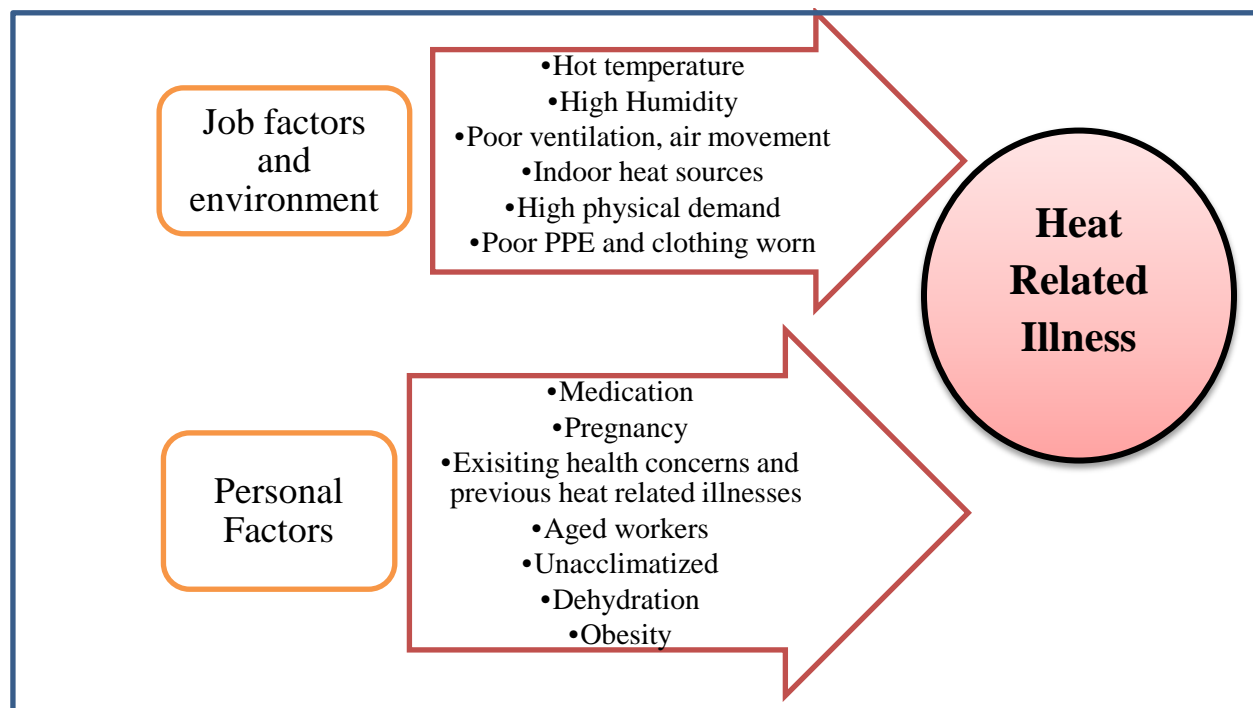 Job factors
and
environment
•Hot temperature
•High Humidity
•Poor ventilation, air movement
•Indoor heat sources
•High physical demand
•Poor PPE and clothing worn
Heat
Related
Illness
Personal
Factors
•Medication
•Pregnancy
•Exisiting health concerns and
previous heat related illnesses
•Aged workers
•Unacclimatized
•Dehydration
•Obesity